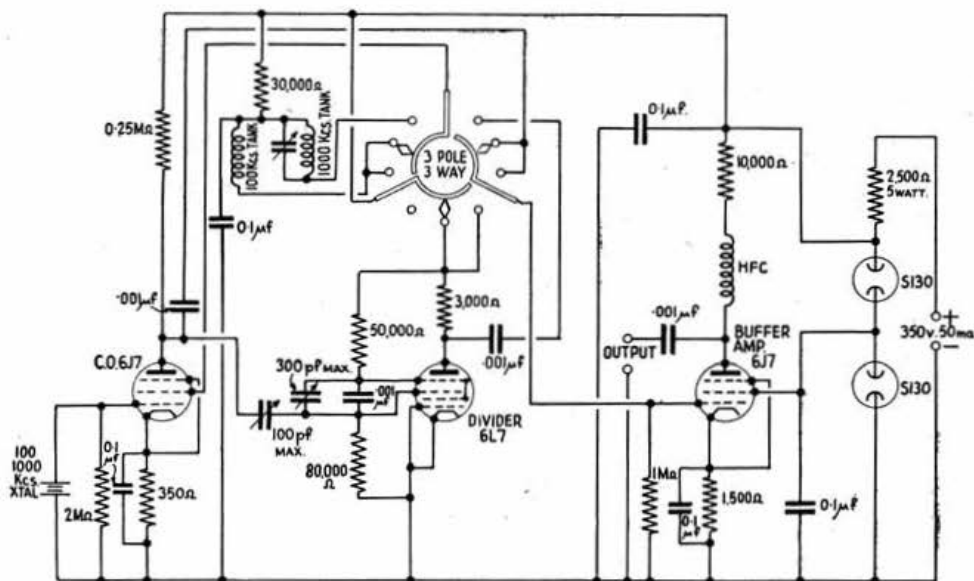 30,000Ω
0·25MΩ
100Kcs. TANK
1000 Kcs. TANK
0·1μf
3 POLE
3 WAY
0·1μf.
10,000Ω
2,500Ω
5 WATT.
HFC
S130
·001μf
50,000Ω
3,000Ω
·001μf
·001μf
OUTPUT
BUFFER
AMP.
6J7
+
350v. 50ma
−
C.O.6J7
300pf MAX.
·001
μf
DIVIDER
6L7
S130
100pf
MAX.
100
1000
Kcs.
XTAL
0·1
μf
2MΩ
350Ω
80,000
Ω
1MΩ
0·1
μf
1,500Ω
0·1μf